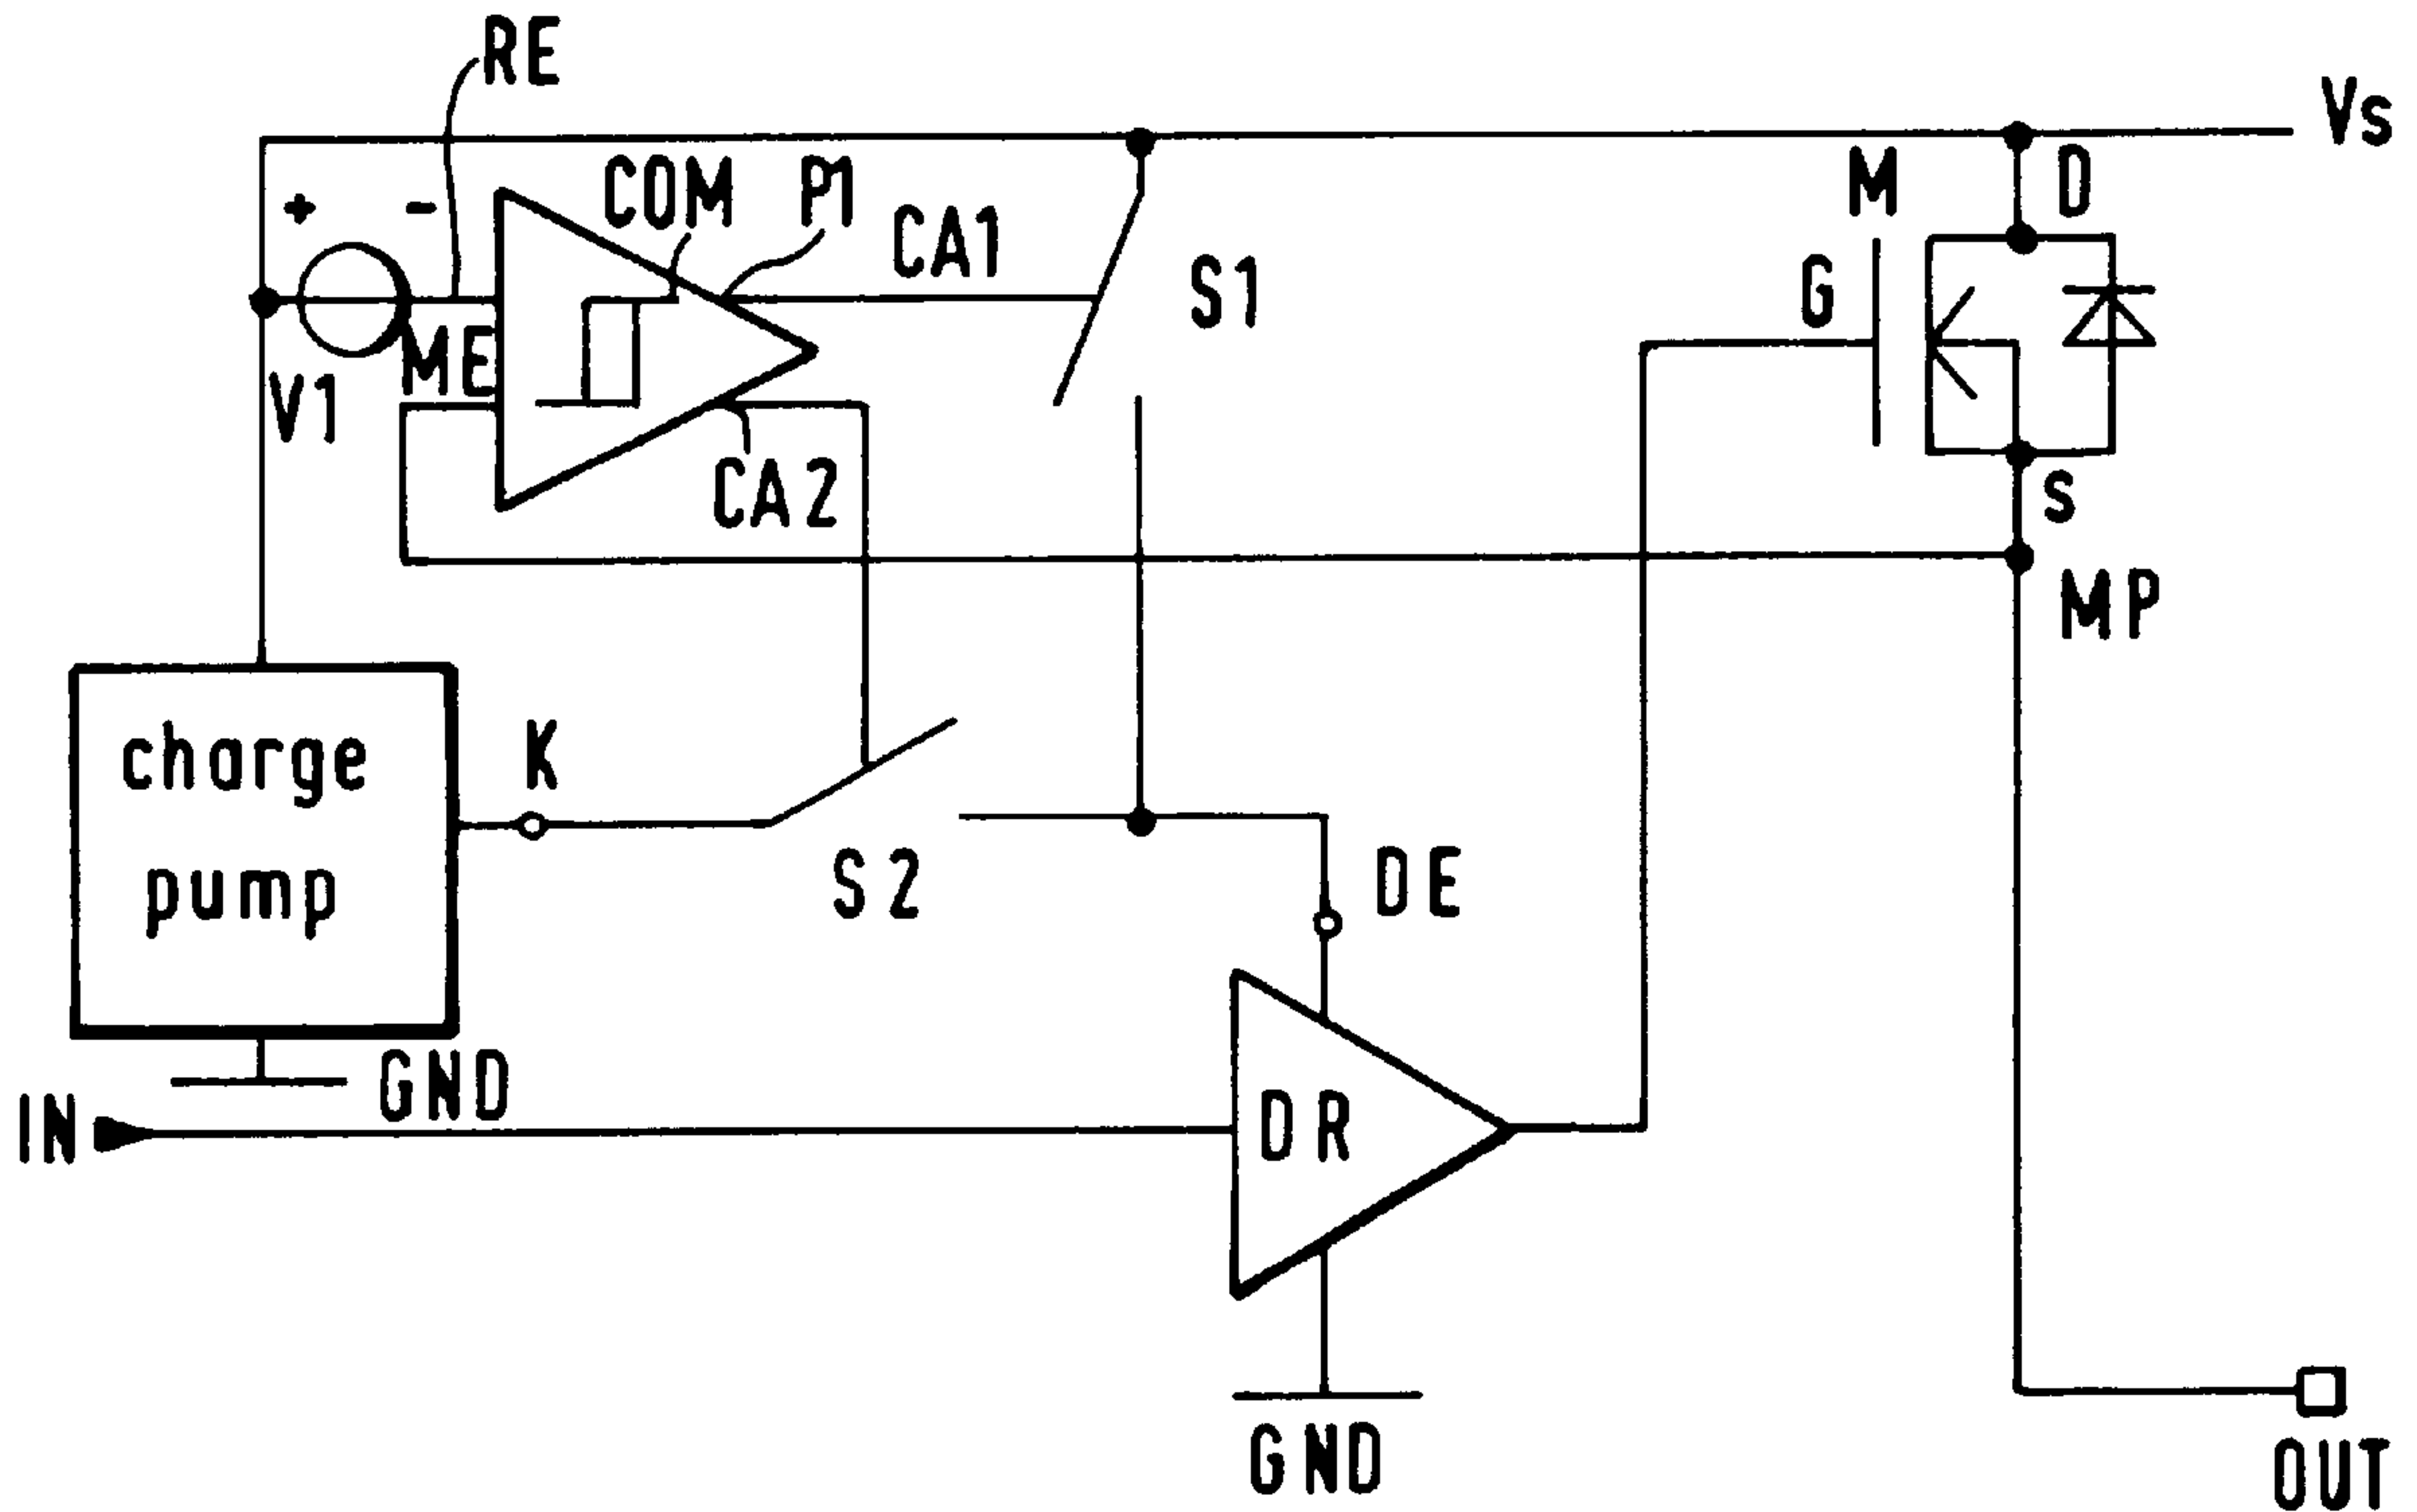 RE
Vs
+ -
COM P1
M D
CA1
G
S1
ME
V1
CA2
s
MP
charge
pump
K
S2
DE
GND
IN
DR
GND
OUT